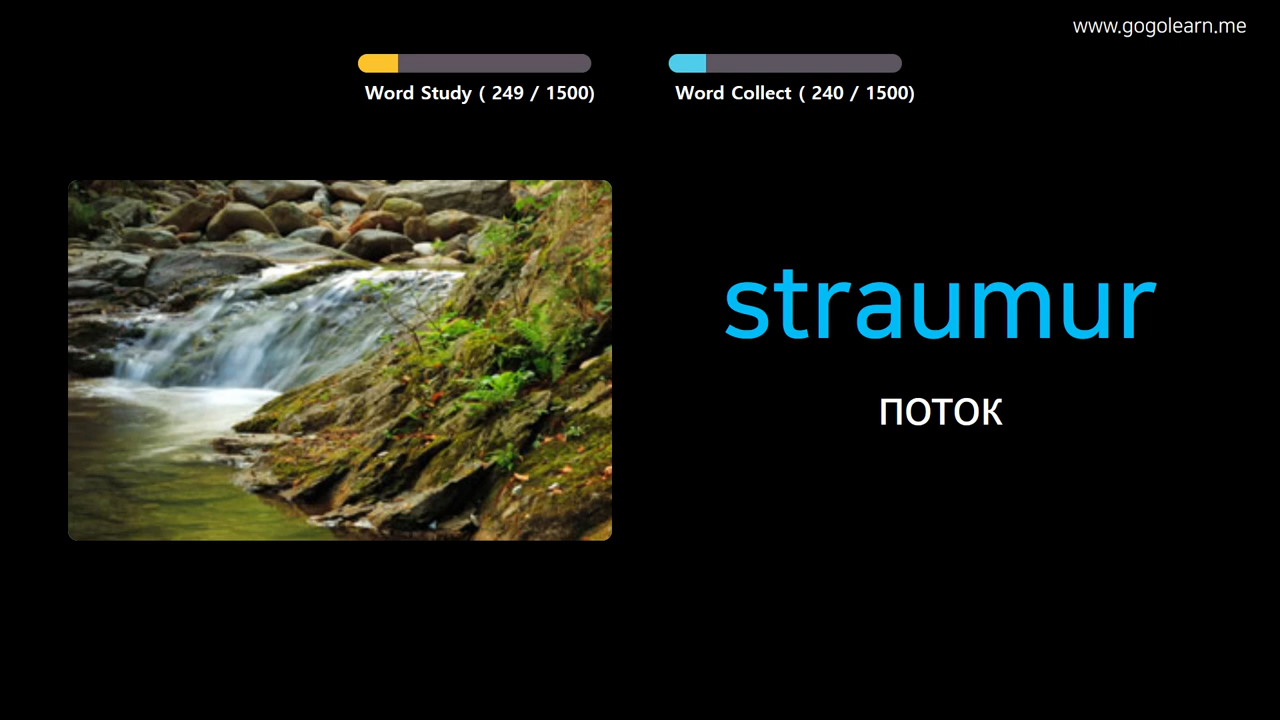 www.gogolearn.me
Word Study ( 249 / 1500)
Word Collect ( 240 / 1500)
straumur
поток